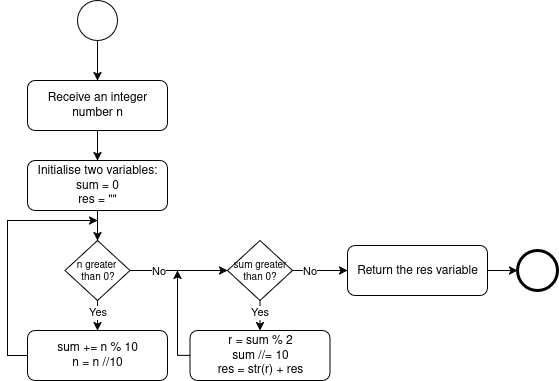 Receive an integer
number n
Initialise two variables:
sum = 0
res = ""
n greater
than 0?
No
sum greater
than 0?
No
Return the res variable
Yes
Yes
sum += n % 10
n = n //10
r = sum % 2
sum //= 10
res = str(r) + res